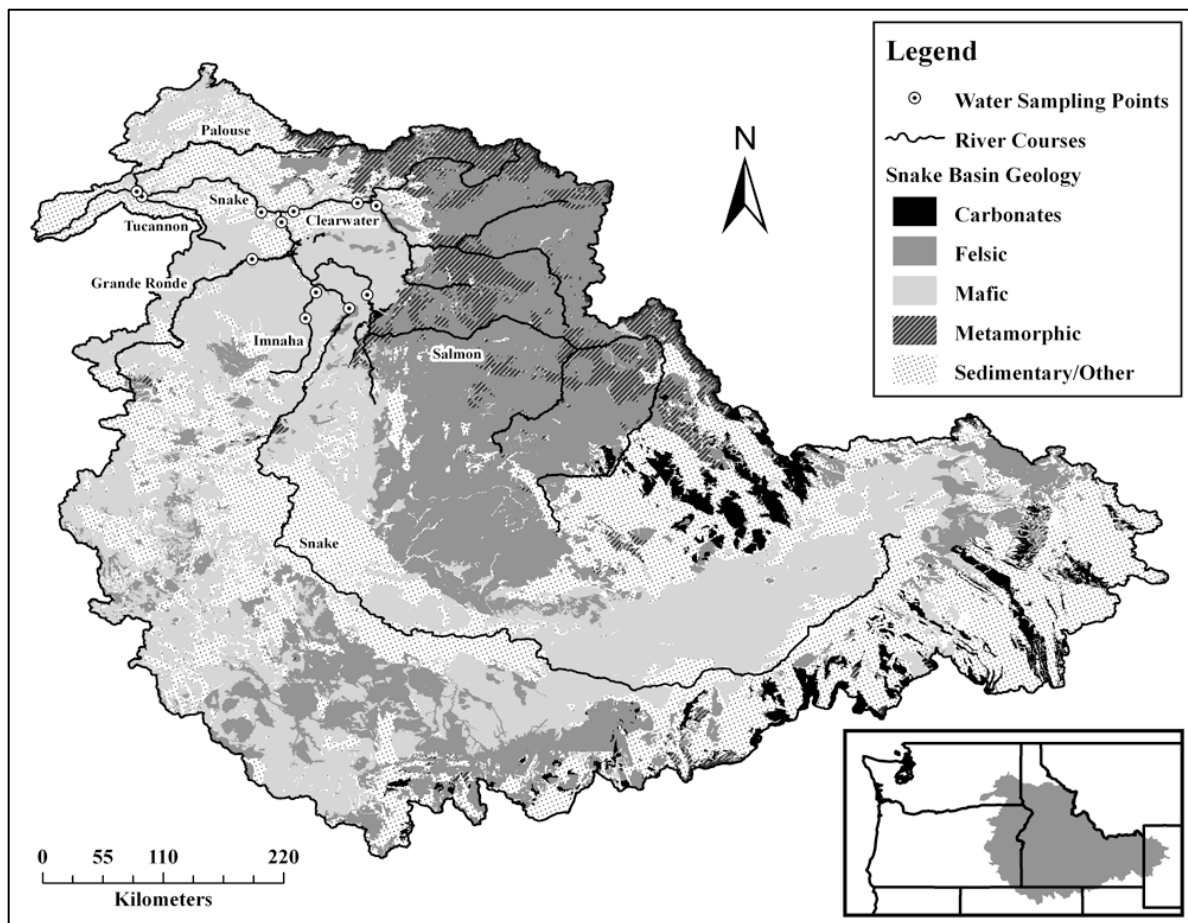 Legend
Water Sampling Points
River Courses
Snake Basin Geology
Carbonates
Felsic
Mafic
Metamorphic
Sedimentary/Other
N
Palouse
Snake
Clearwater
Tucannon
Grande Ronde
Imnaha
Salmon
Snake
0 55 110 220
Kilometers